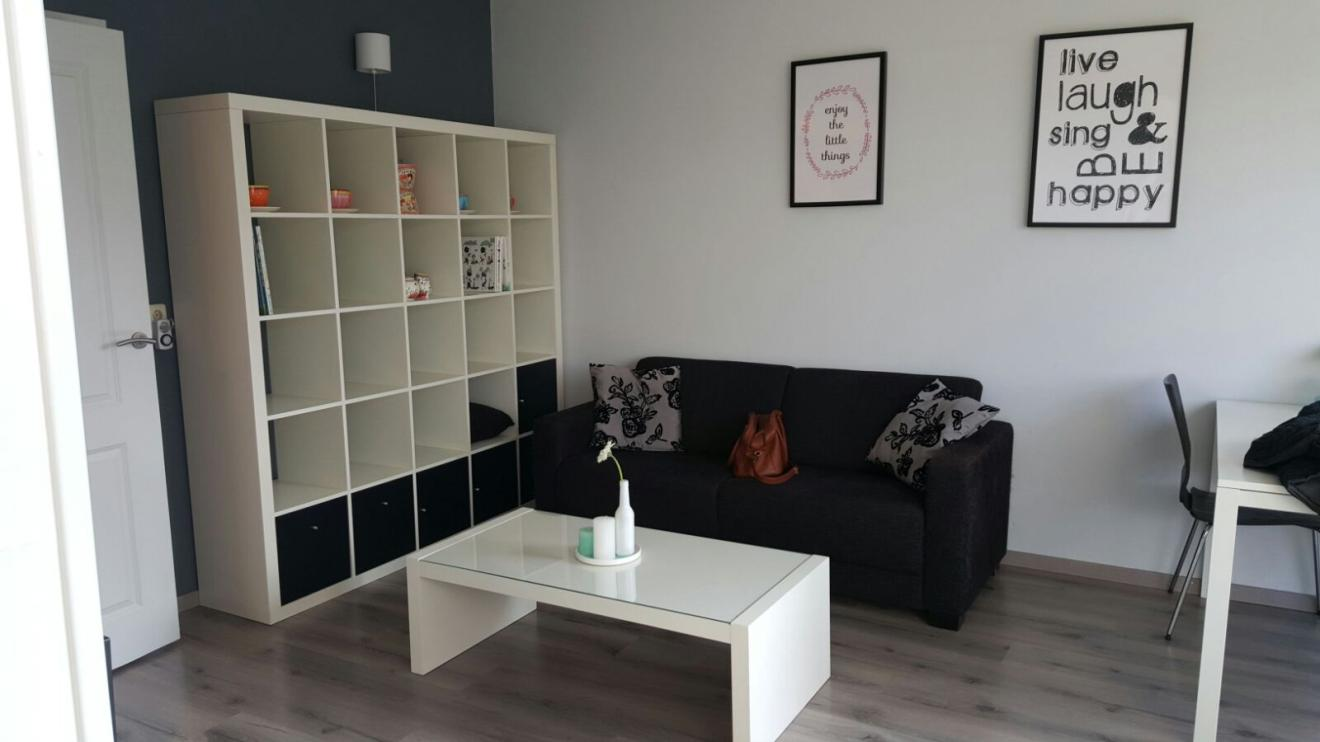 enjoy
the
little
things
live
laugh
sing &
BE
happy